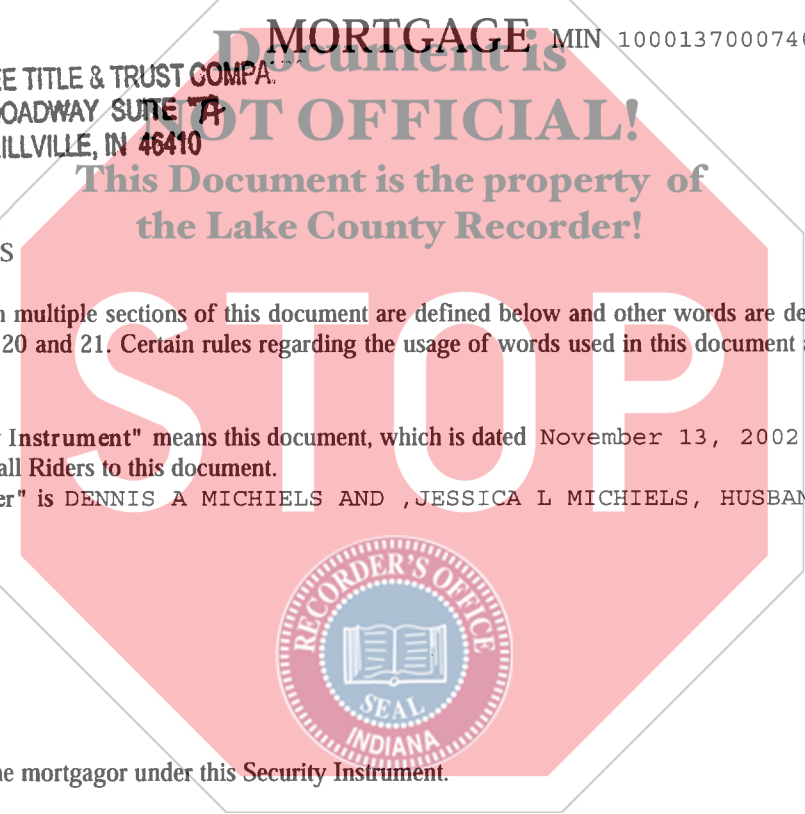 MORTGAGE MIN 100013700074
Document is
EE TITLE & TRUST COMPA
OADWAY SUITE 7A
ILLVILLE, IN 46410
NOT OFFICIAL!
This Document is the property of
the Lake County Recorder!
S
n multiple sections of this document are defined below and other words are de
20 and 21. Certain rules regarding the usage of words used in this document a
STOP
y Instrument" means this document, which is dated November 13, 2002
all Riders to this document.
er" is DENNIS A MICHIELS AND ,JESSICA L MICHIELS, HUSBAN
RECORDER'S OFFICE
SEAL
INDIANA
ne mortgagor under this Security Instrument.